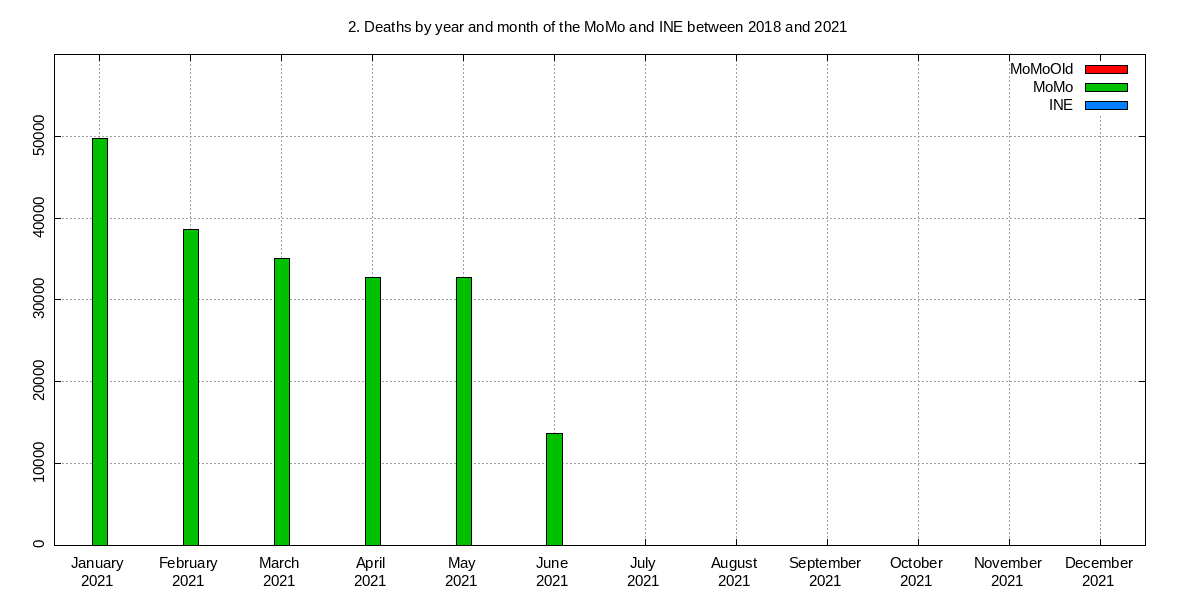 2. Deaths by year and month of the MoMo and INE between 2018 and 2021
MoMoOld
MoMo
INE
50000
40000
30000
20000
10000
0
January February March April May June July August September October November December
2021 2021 2021 2021 2021 2021 2021 2021 2021 2021 2021 2021